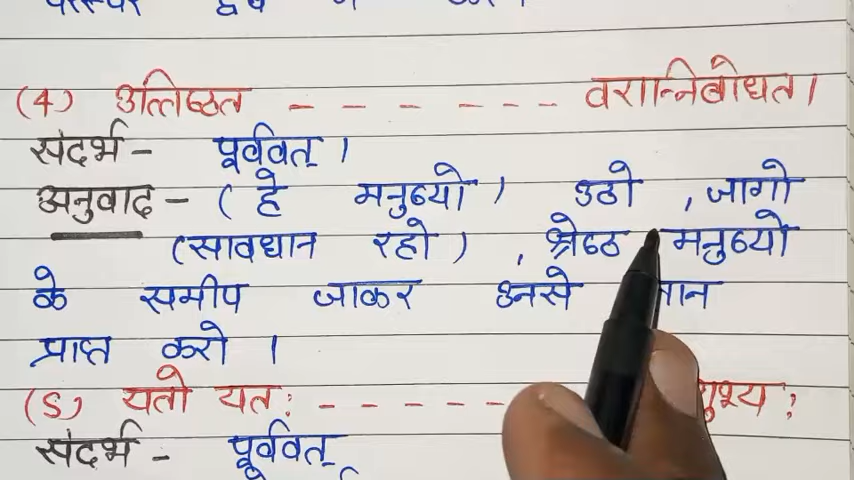 (4) उत्तिष्ठत - - - - - - - वरान्निबोधत।
संदर्भ - पूर्ववत् ।
अनुवाद - ( हे मनुष्यो ) उठो , जागो
(सावधान रहो) , श्रेष्ठ मनुष्यो
के समीप जाकर उनसे
प्राप्त करो ।
(5) यतो यतः - - - - -
संदर्भ - पूर्ववत्